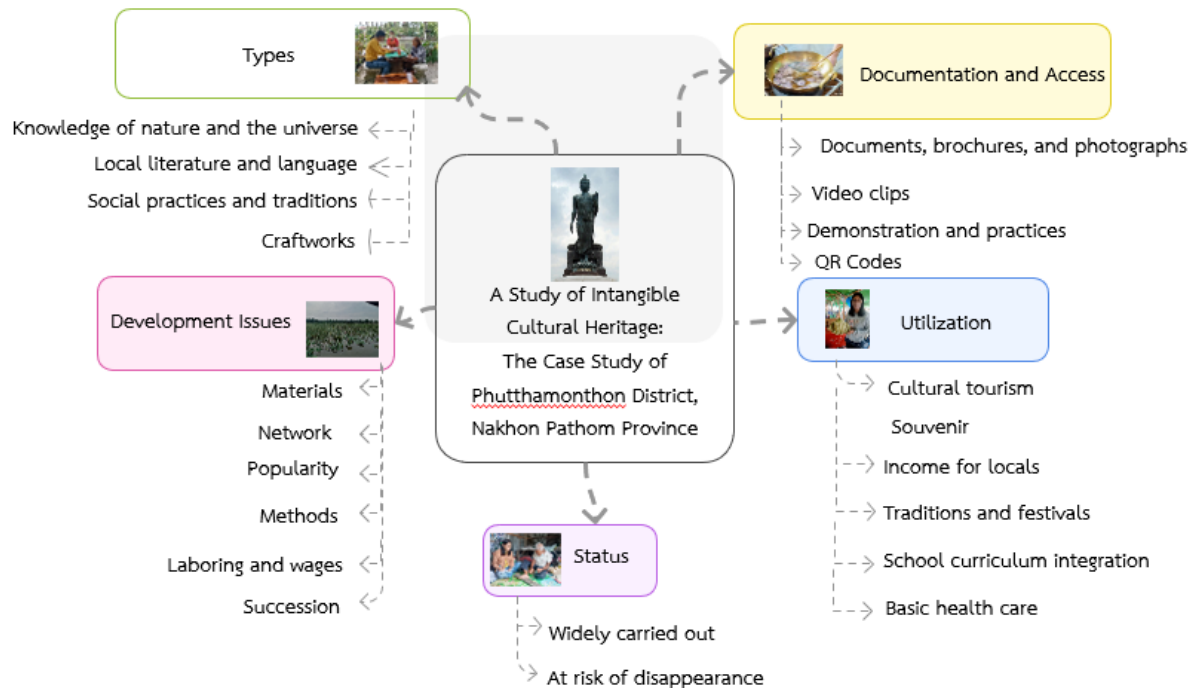 Types
Knowledge of nature and the universe
Local literature and language
Social practices and traditions
Craftworks
Documentation and Access
Documents, brochures, and photographs
Video clips
Demonstration and practices
QR Codes
A Study of Intangible
Cultural Heritage:
The Case Study of
Phutthamonthon District,
Nakhon Pathom Province
Development Issues
Materials
Network
Popularity
Methods
Laboring and wages
Succession
Utilization
Cultural tourism
Souvenir
Income for locals
Traditions and festivals
School curriculum integration
Basic health care
Status
Widely carried out
At risk of disappearance